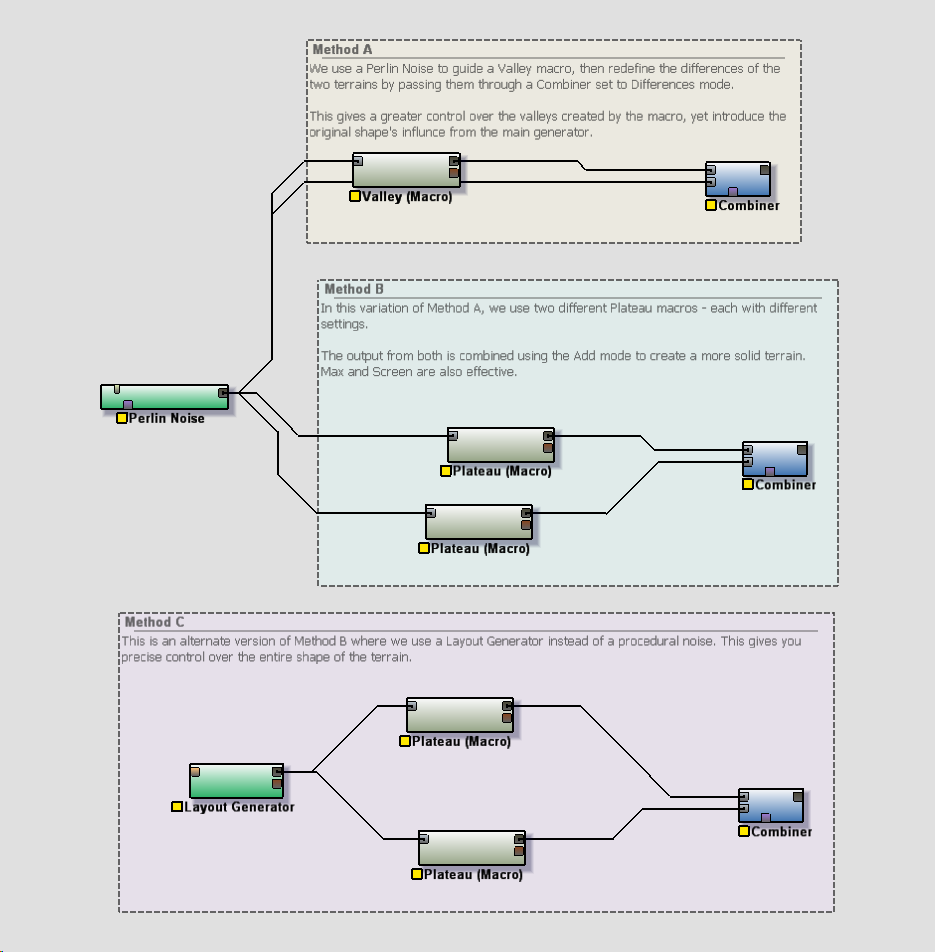 Method A
We use a Perlin Noise to guide a Valley macro, then redefine the differences of the
two terrains by passing them through a Combiner set to Differences mode.
This gives a greater control over the valleys created by the macro, yet introduce the
original shape's influnce from the main generator.
Valley (Macro)
Combiner
Method B
In this variation of Method A, we use two different Plateau macros - each with different
settings.
The output from both is combined using the Add mode to create a more solid terrain.
Max and Screen are also effective.
Perlin Noise
Plateau (Macro)
Combiner
Plateau (Macro)
Method C
This is an alternate version of Method B where we use a Layout Generator instead of a procedural noise. This gives you
precise control over the entire shape of the terrain.
Plateau (Macro)
Layout Generator
Combiner
Plateau (Macro)